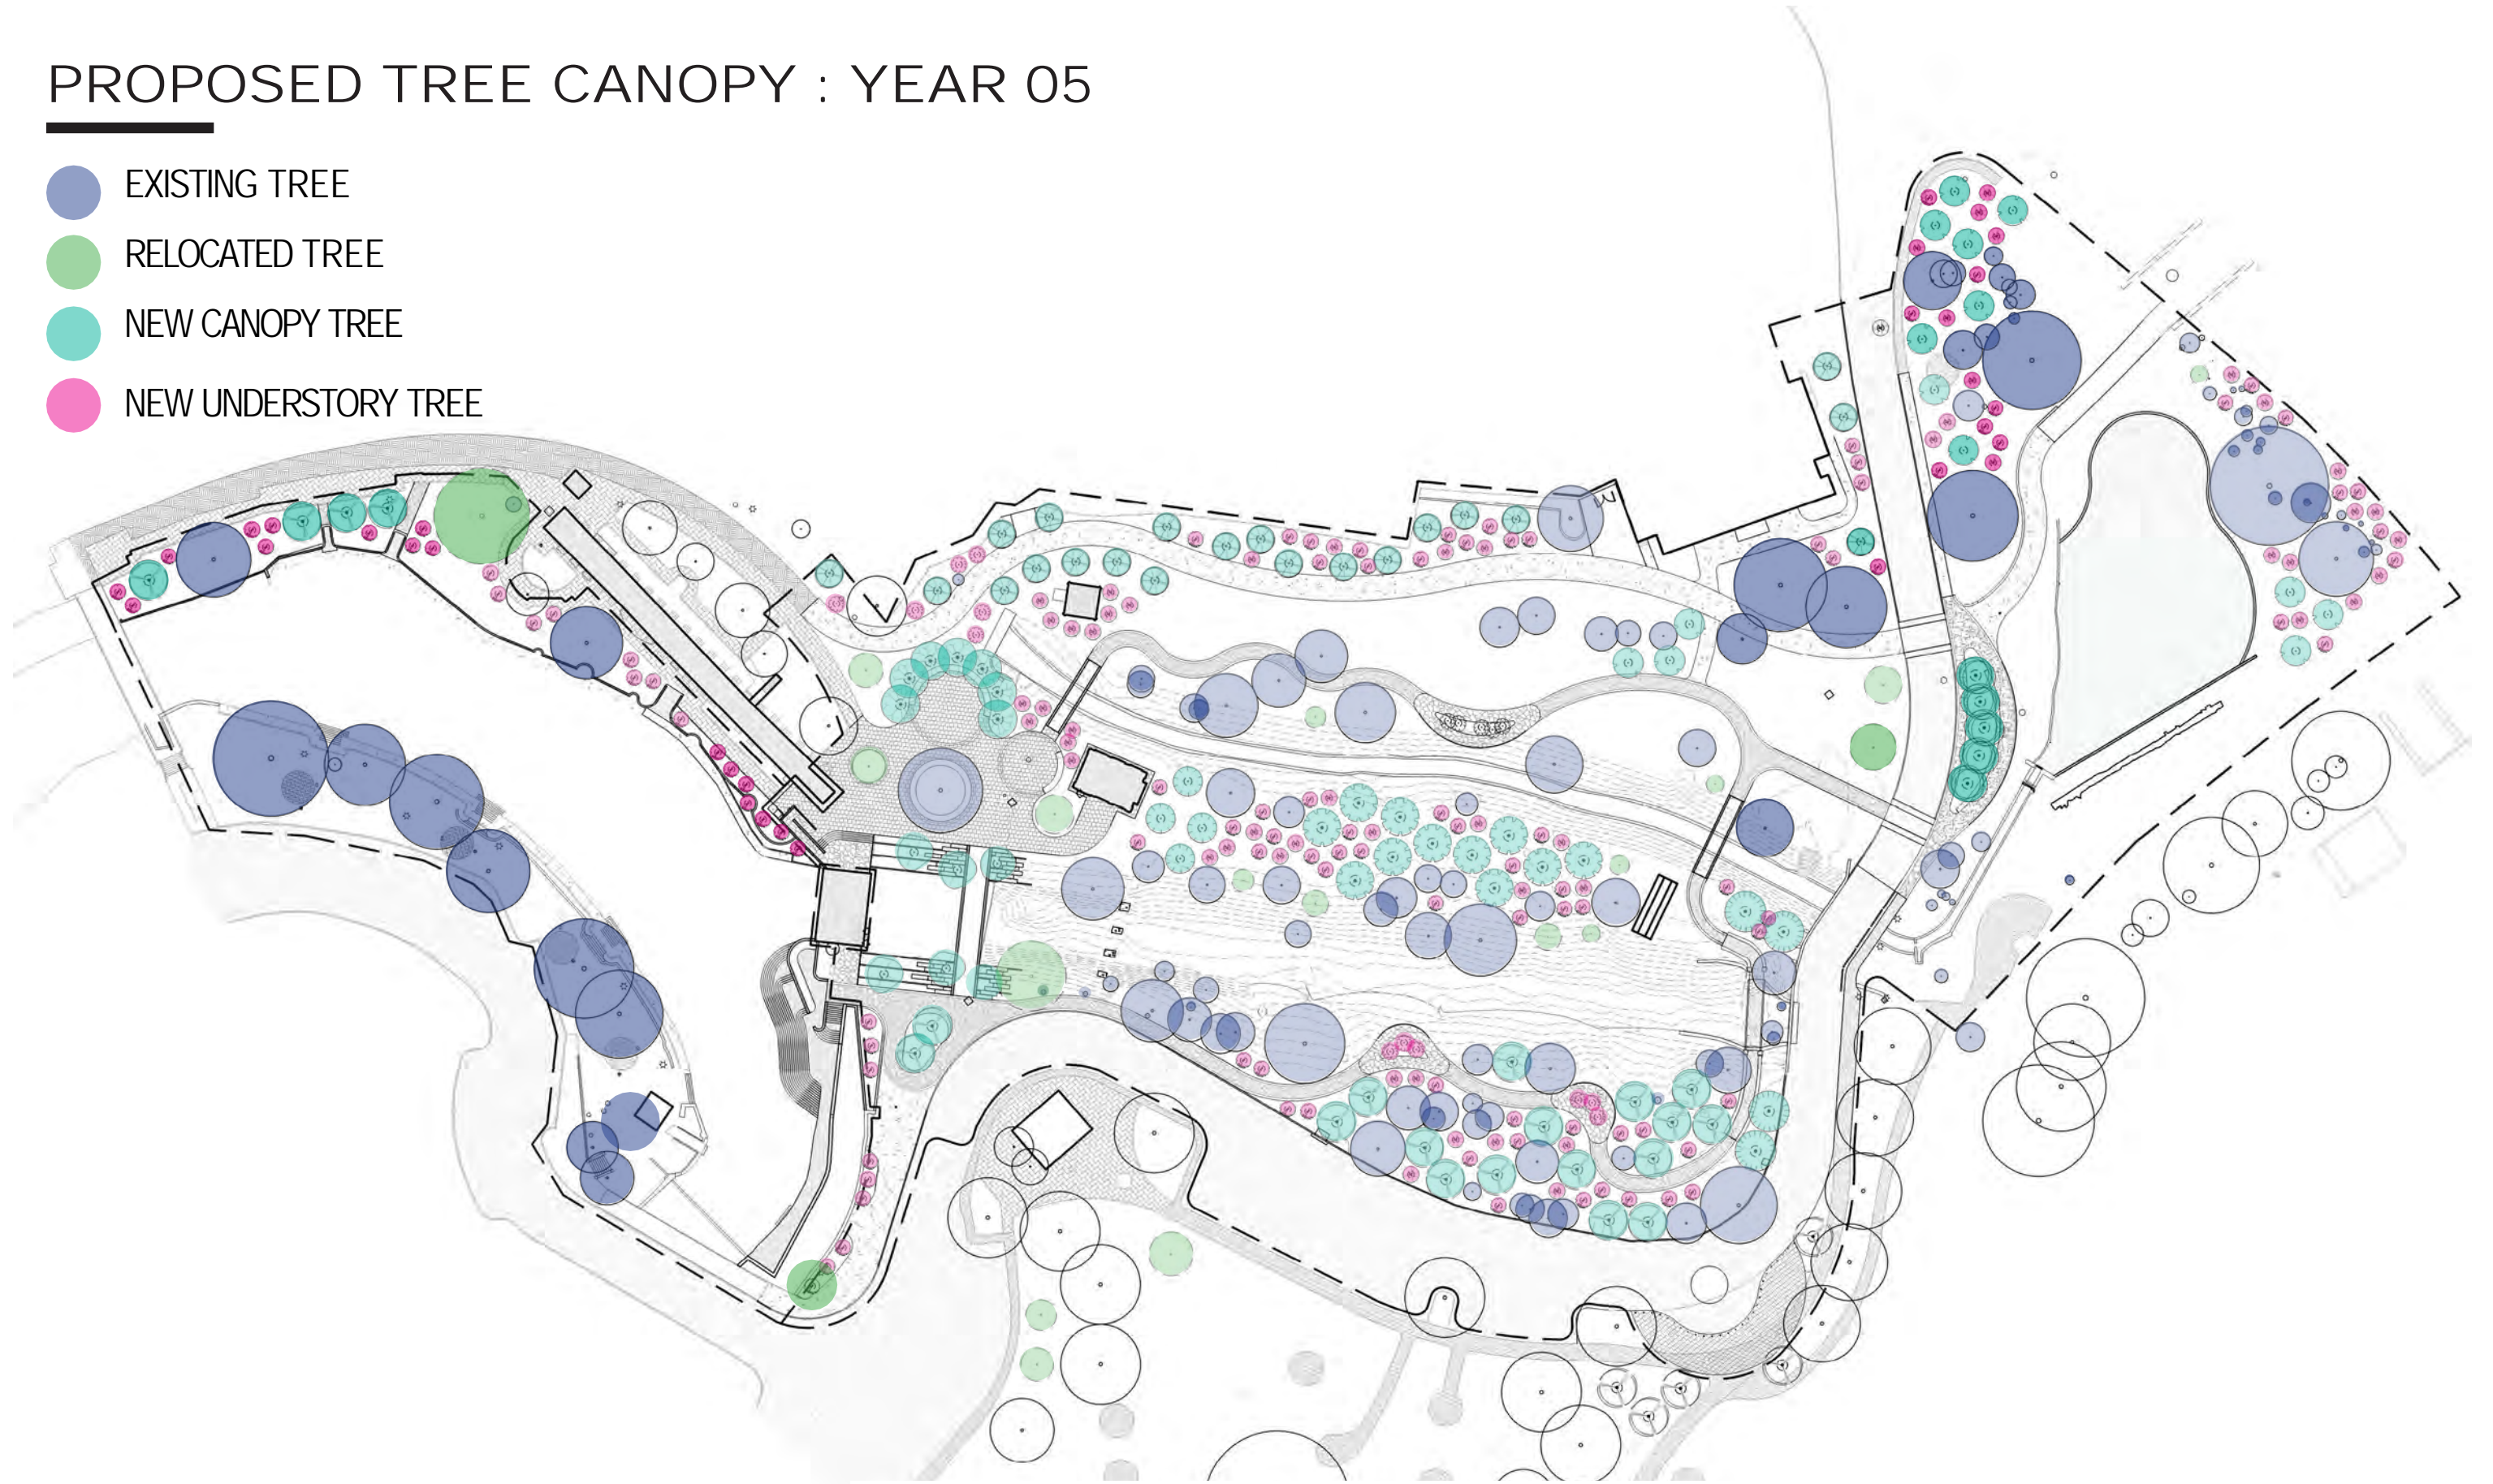 PROPOSED TREE CANOPY : YEAR 05
EXISTING TREE
RELOCATED TREE
NEW CANOPY TREE
NEW UNDERSTORY TREE